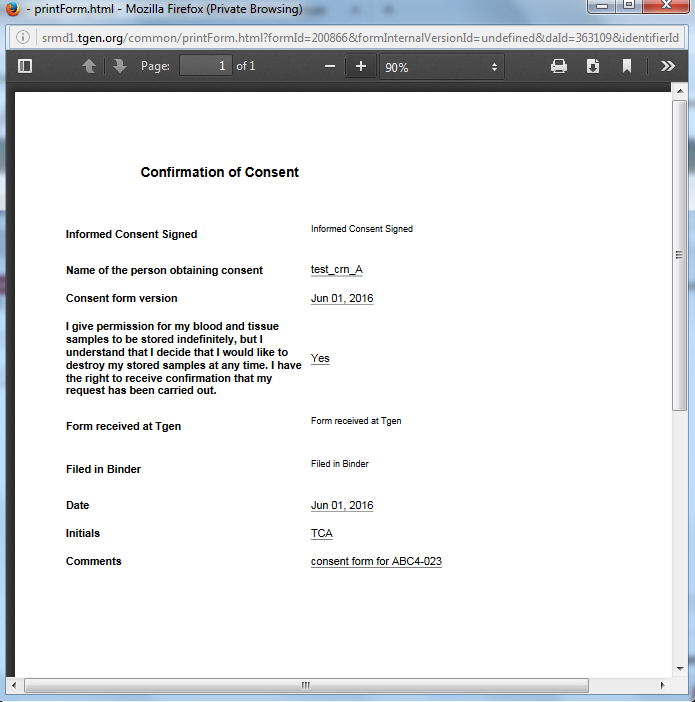 - printForm.html - Mozilla Firefox (Private Browsing)
srmd1.tgen.org/common/printForm.html?formId=200866&formInternalVersionId=undefined&daId=363109&identifierId
Page: 1 of 1 90%
Confirmation of Consent
Informed Consent Signed Informed Consent Signed
Name of the person obtaining consent test_crn_A
Consent form version Jun 01, 2016
I give permission for my blood and tissue
samples to be stored indefinitely, but I
understand that I decide that I would like to
destroy my stored samples at any time. I have Yes
the right to receive confirmation that my
request has been carried out.
Form received at Tgen Form received at Tgen
Filed in Binder Filed in Binder
Date Jun 01, 2016
Initials TCA
Comments consent form for ABC4-023